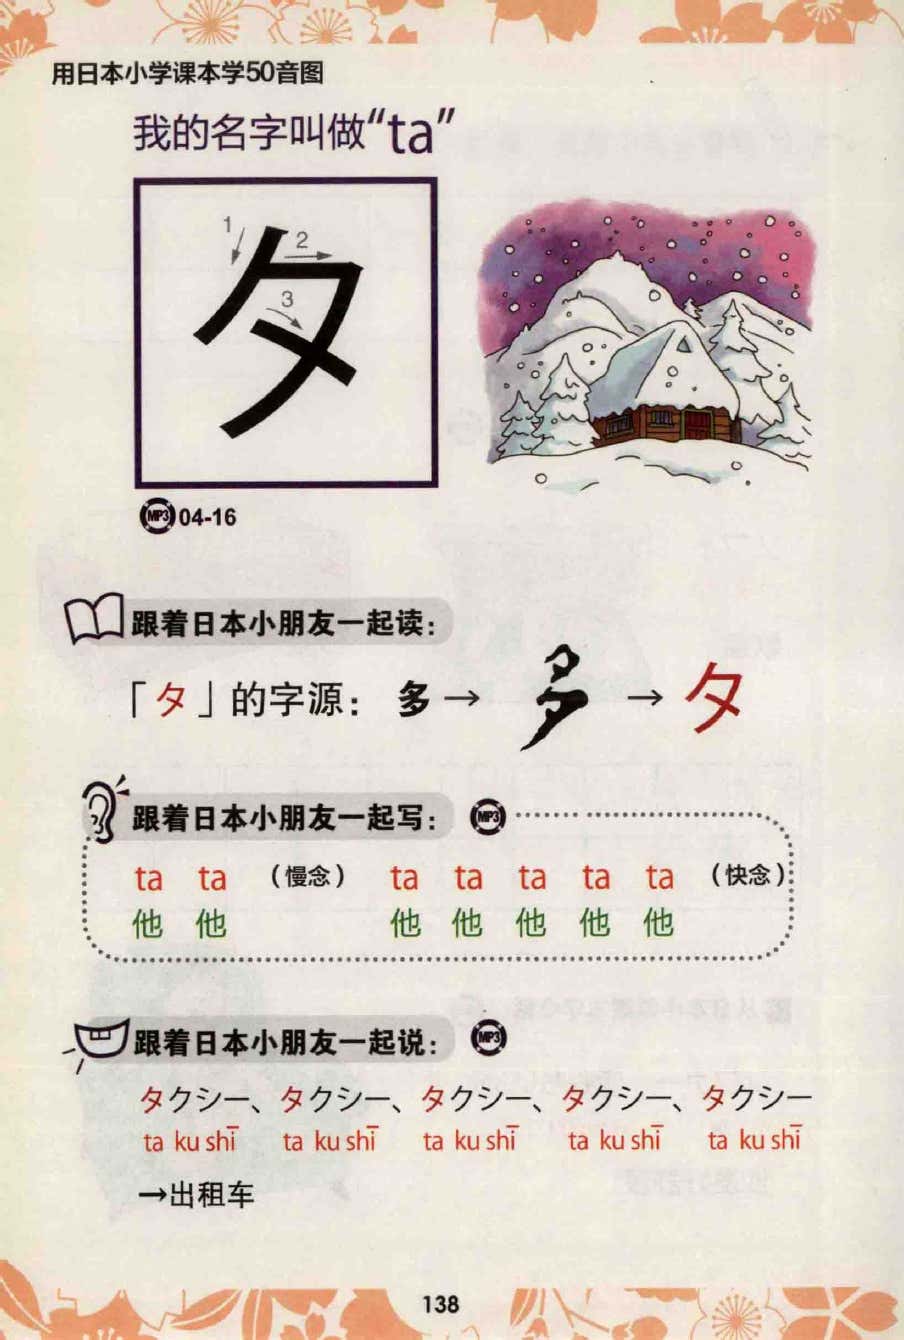 用日本小学课本学50音图
我的名字叫做“ta”
1
2
3
タ
MP3 04-16
跟着日本小朋友一起读：
「タ」的字源： 多→ 多 → タ
跟着日本小朋友一起写： MP3
ta ta （慢念） ta ta ta ta ta （快念）
他 他 他 他 他 他 他
跟着日本小朋友一起说： MP3
タクシー、タクシー、タクシー、タクシー、タクシー
ta ku shī ta ku shī ta ku shī ta ku shī ta ku shī
→出租车
138